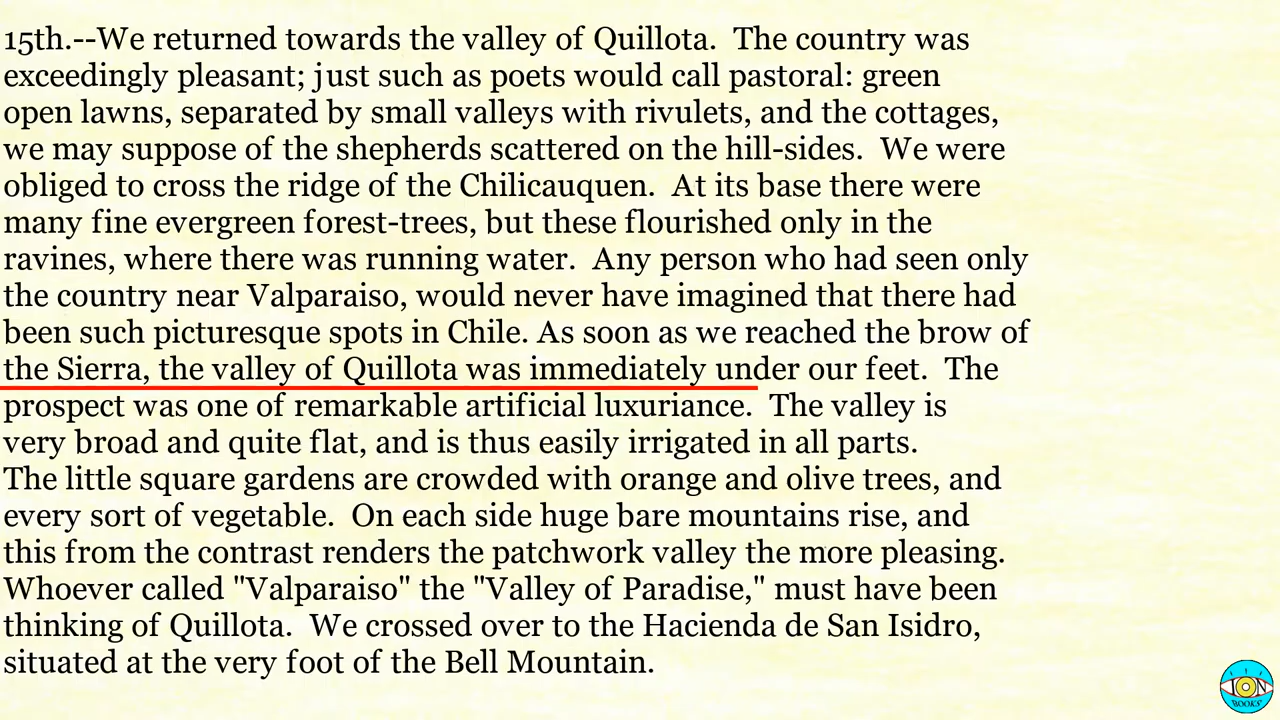 15th.--We returned towards the valley of Quillota.  The country was
exceedingly pleasant; just such as poets would call pastoral: green
open lawns, separated by small valleys with rivulets, and the cottages,
we may suppose of the shepherds scattered on the hill-sides.  We were
obliged to cross the ridge of the Chilicauquen.  At its base there were
many fine evergreen forest-trees, but these flourished only in the
ravines, where there was running water.  Any person who had seen only
the country near Valparaiso, would never have imagined that there had
been such picturesque spots in Chile. As soon as we reached the brow of
the Sierra, the valley of Quillota was immediately under our feet.  The
prospect was one of remarkable artificial luxuriance.  The valley is
very broad and quite flat, and is thus easily irrigated in all parts.
The little square gardens are crowded with orange and olive trees, and
every sort of vegetable.  On each side huge bare mountains rise, and
this from the contrast renders the patchwork valley the more pleasing.
Whoever called "Valparaiso" the "Valley of Paradise," must have been
thinking of Quillota.  We crossed over to the Hacienda de San Isidro,
situated at the very foot of the Bell Mountain.
ION
BOOKS